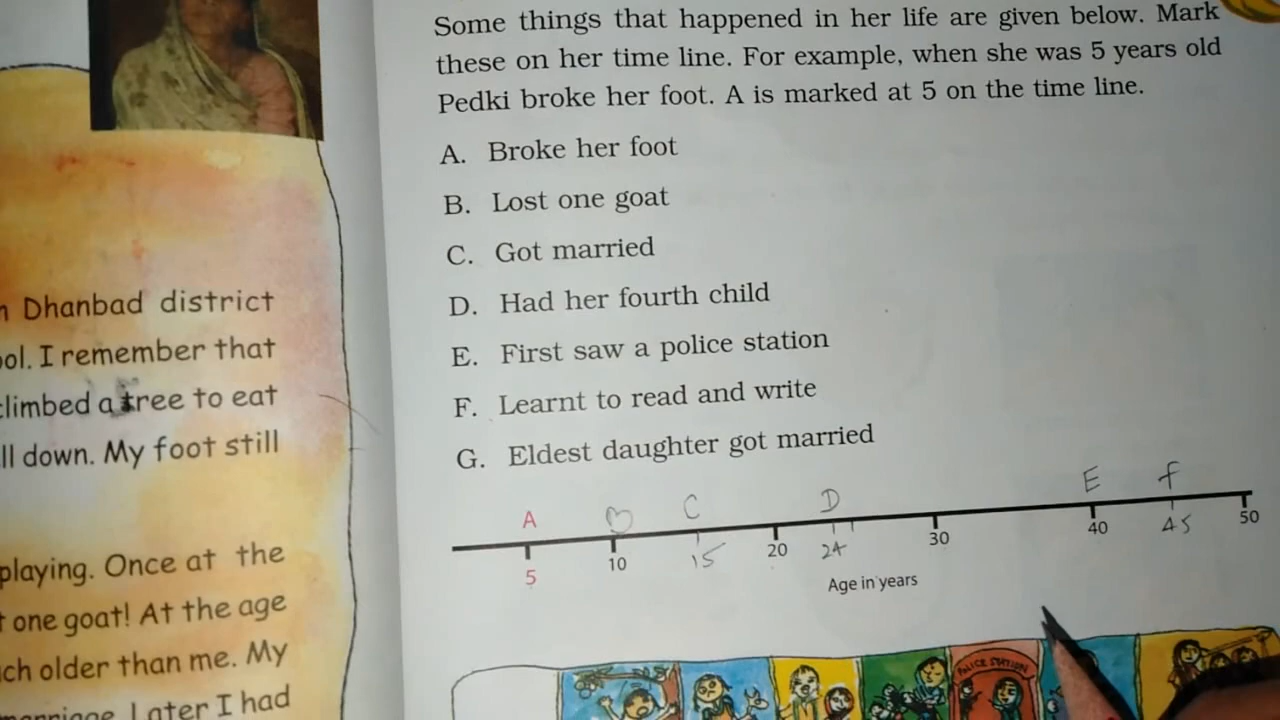 n Dhanbad district
ool. I remember that
climbed a tree to eat
ll down. My foot still
playing. Once at the
t one goat! At the age
ch older than me. My
Later I had
Some things that happened in her life are given below. Mark
these on her time line. For example, when she was 5 years old
Pedki broke her foot. A is marked at 5 on the time line.
A. Broke her foot
B. Lost one goat
C. Got married
D. Had her fourth child
E. First saw a police station
F. Learnt to read and write
G. Eldest daughter got married
A B C D E f
5 10 15 20 24 30 40 45 50
Age in years
POLICE STATION